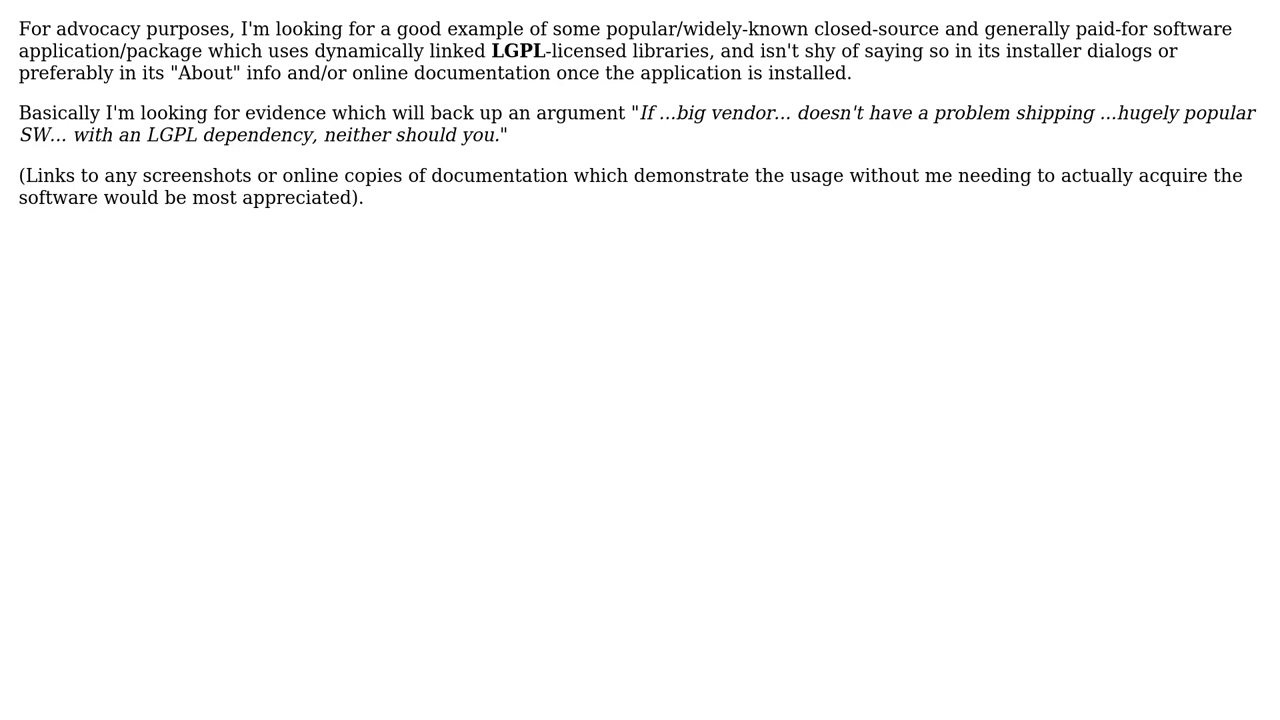 For advocacy purposes, I'm looking for a good example of some popular/widely-known closed-source and generally paid-for software
application/package which uses dynamically linked LGPL-licensed libraries, and isn't shy of saying so in its installer dialogs or
preferably in its "About" info and/or online documentation once the application is installed.
Basically I'm looking for evidence which will back up an argument "If ...big vendor... doesn't have a problem shipping ...hugely popular
SW... with an LGPL dependency, neither should you."
(Links to any screenshots or online copies of documentation which demonstrate the usage without me needing to actually acquire the
software would be most appreciated).